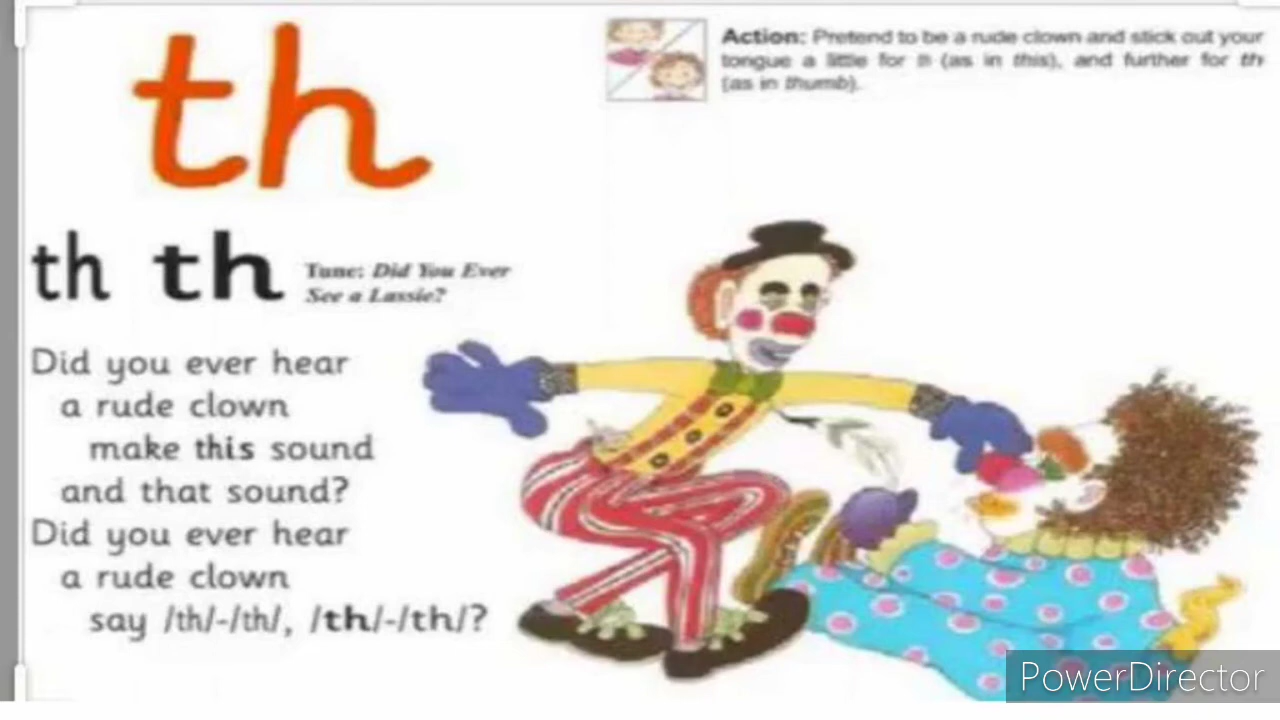 th
Action: Pretend to be a rude clown and stick out your
tongue a little for th (as in this), and further for th
(as in thumb).
th th
Tune: Did You Ever
See a Lassie?
Did you ever hear
a rude clown
make this sound
and that sound?
Did you ever hear
a rude clown
say /th/-/th/, /th/-/th/?
PowerDirector